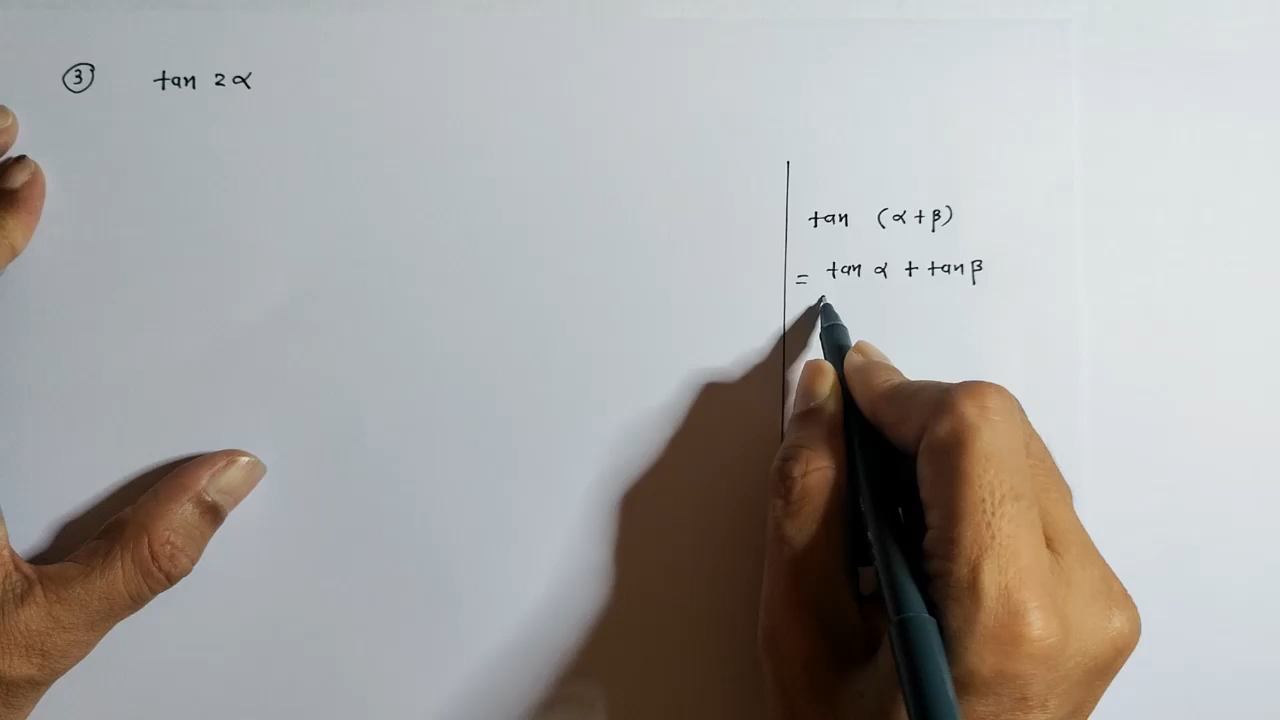 ③ tan 2α
tan (α+β)
= tan α + tan β